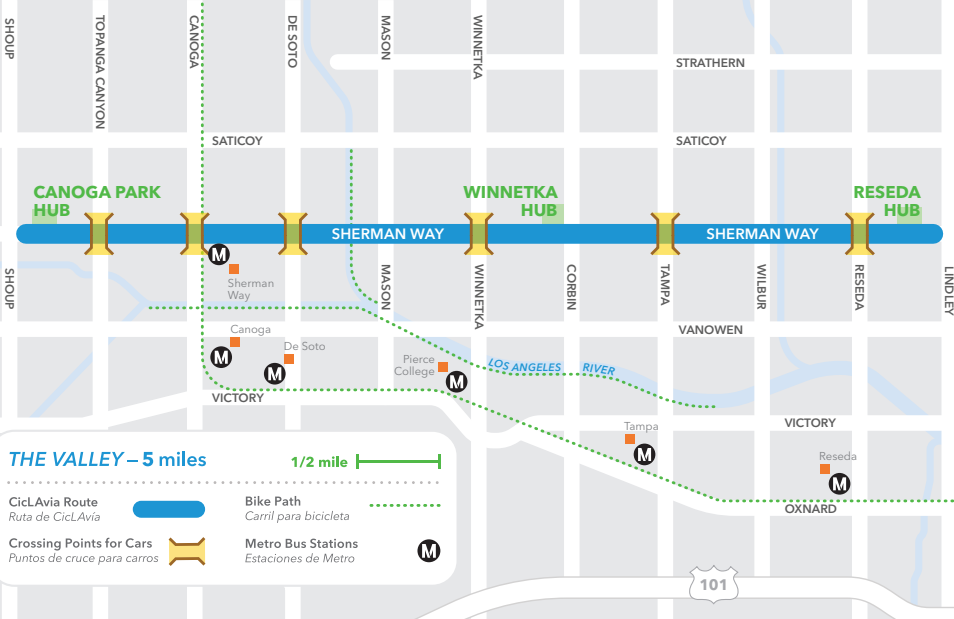 SHOUP
TOPANGA CANYON
CANOGA
DE SOTO
MASON
WINNETKA
STRATHERN
SATICOY
SATICOY
CANOGA PARK
HUB
WINNETKA
HUB
RESEDA
HUB
SHERMAN WAY
SHERMAN WAY
M
Sherman
Way
SHOUP
MASON
WINNETKA
CORBIN
TAMPA
WILBUR
RESEDA
LINDLEY
VANOWEN
Canoga
M
De Soto
M
Pierce
College
M
LOS ANGELES RIVER
VICTORY
VICTORY
Tampa
M
Reseda
M
OXNARD
101
THE VALLEY – 5 miles
1/2 mile
CicLAvia Route
Ruta de CicLAvía
Bike Path
Carril para bicicleta
Crossing Points for Cars
Puntos de cruce para carros
Metro Bus Stations
Estaciones de Metro
M